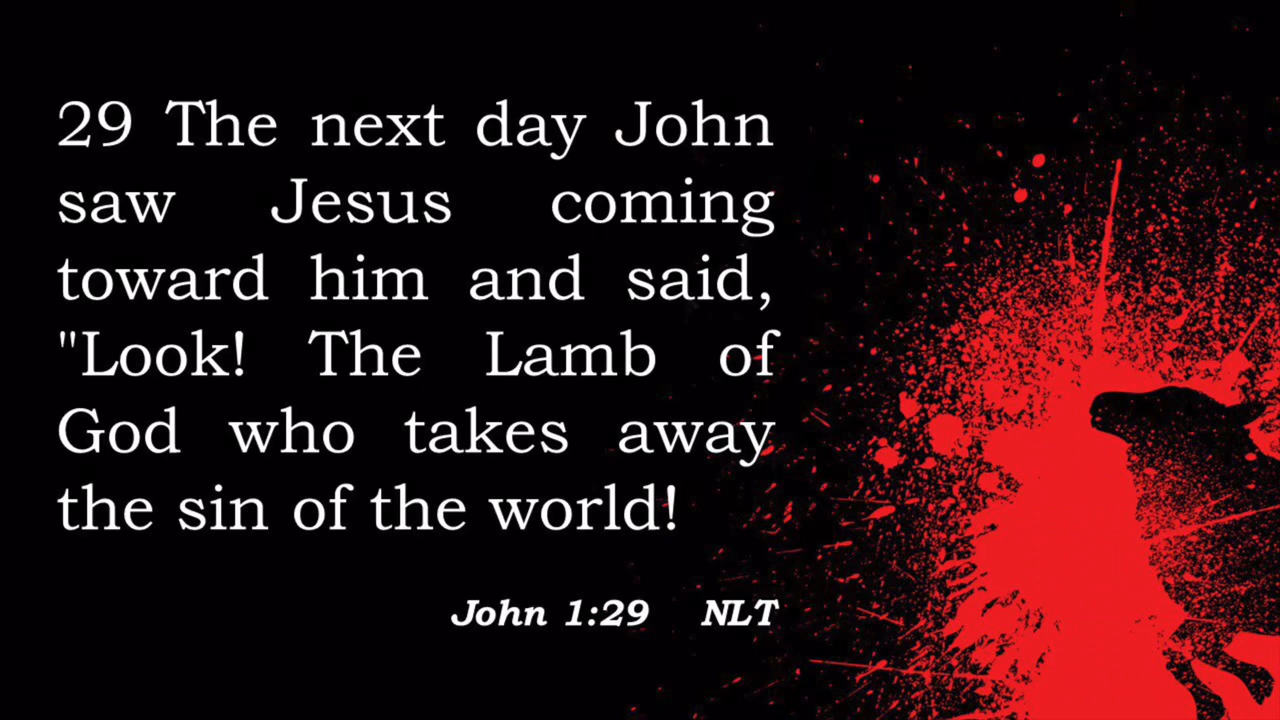 29 The next day John
saw Jesus coming
toward him and said,
"Look! The Lamb of
God who takes away
the sin of the world!
John 1:29 NLT